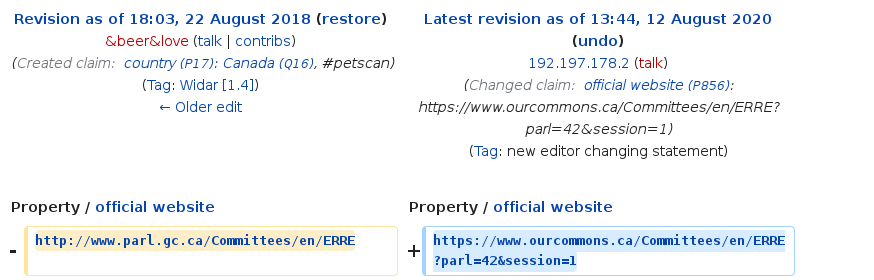 Revision as of 18:03, 22 August 2018 (restore)
&beer&love (talk | contribs)
(Created claim: country (P17): Canada (Q16), #petscan)
(Tag: Widar [1.4])
← Older edit
Latest revision as of 13:44, 12 August 2020
(undo)
192.197.178.2 (talk)
(Changed claim: official website (P856):
https://www.ourcommons.ca/Committees/en/ERRE?
parl=42&session=1)
(Tag: new editor changing statement)
Property / official website
- http://www.parl.gc.ca/Committees/en/ERRE
Property / official website
+ https://www.ourcommons.ca/Committees/en/ERRE
?parl=42&session=1